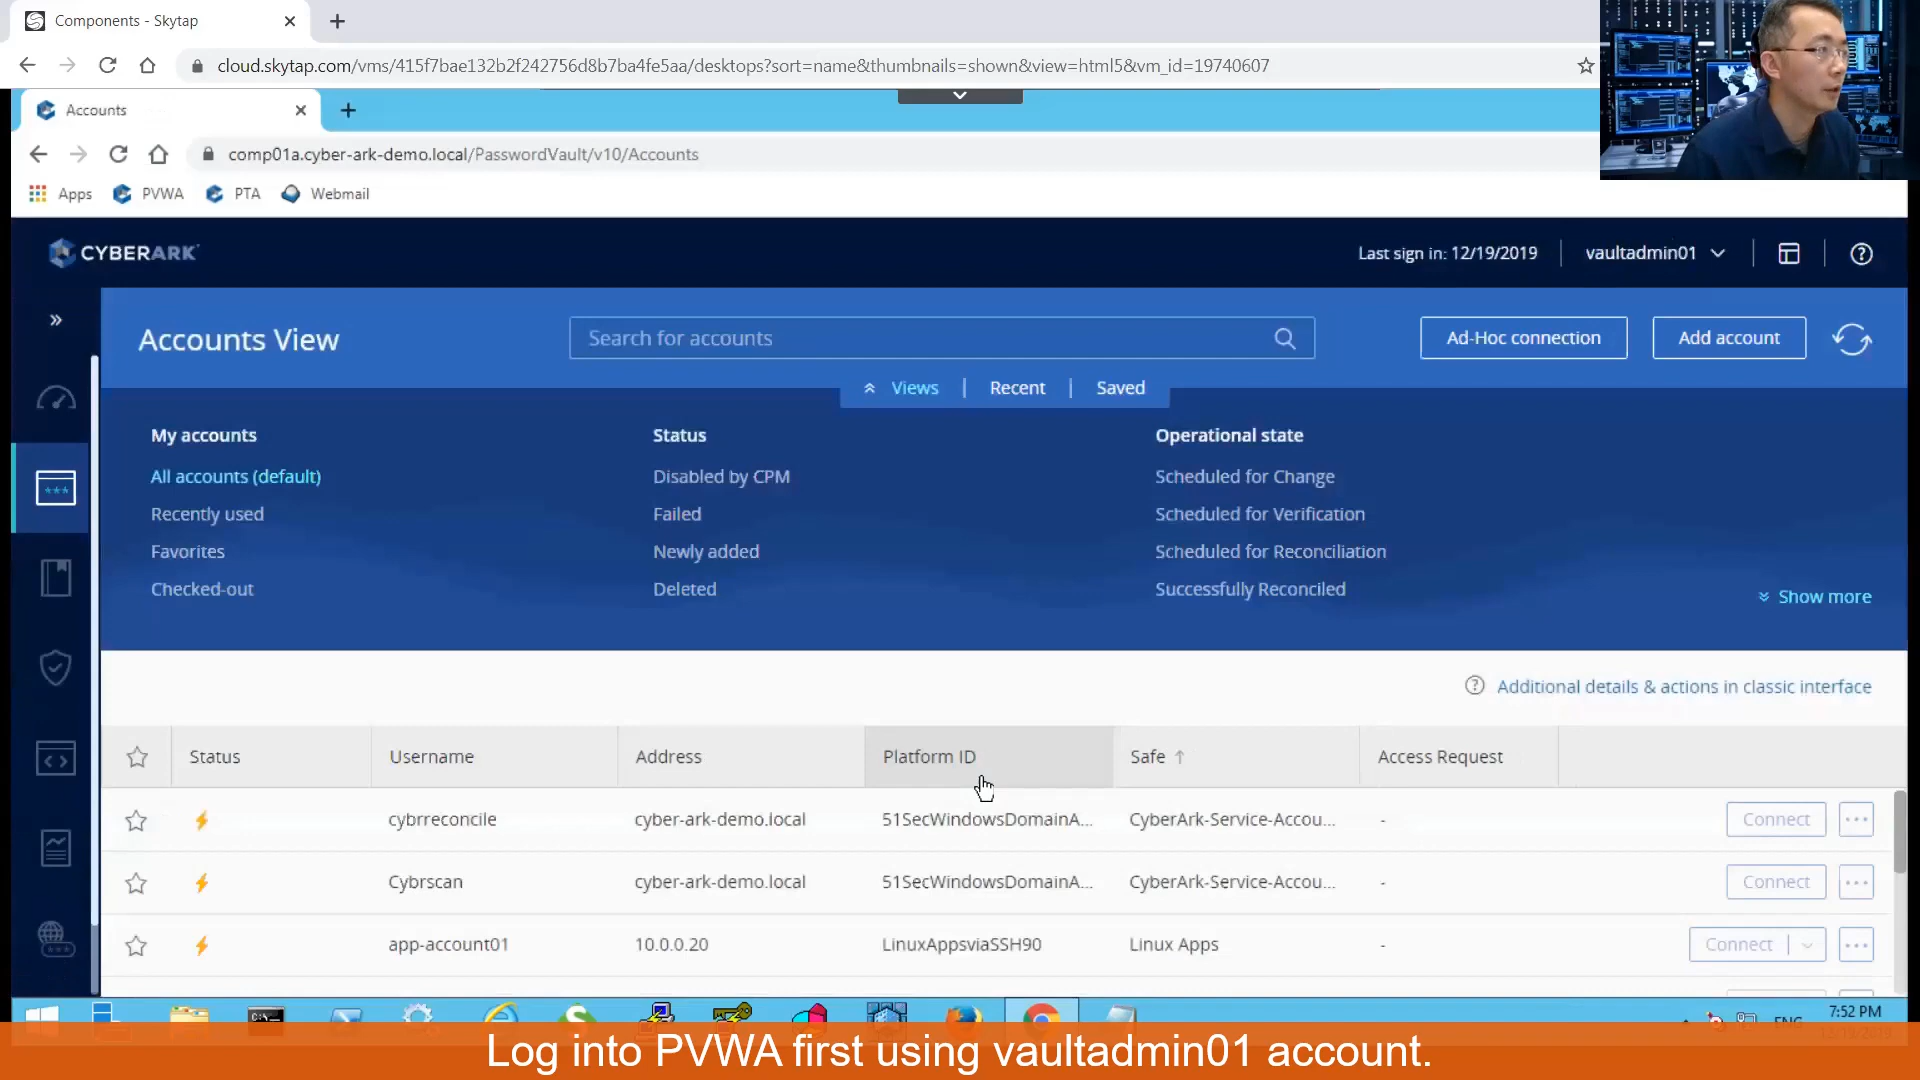 Components - Skytap
cloud.skytap.com/vms/415f7bae132b2f242756d8b7ba4fe5aa/desktops?sort=name&thumbnails=shown&view=html5&vm_id=19740607
Accounts
comp01a.cyber-ark-demo.local/PasswordVault/v10/Accounts
Apps PVWA PTA Webmail
CYBERARK
Last sign in: 12/19/2019 vaultadmin01
Accounts View
Search for accounts
Ad-Hoc connection
Add account
Views Recent Saved
My accounts Status Operational state
All accounts (default) Disabled by CPM Scheduled for Change
Recently used Failed Scheduled for Verification
Favorites Newly added Scheduled for Reconciliation
Checked-out Deleted Successfully Reconciled
Show more
Additional details & actions in classic interface
Status Username Address Platform ID Safe Access Request
cybrreconcile cyber-ark-demo.local 51SecWindowsDomainA... CyberArk-Service-Accou... - Connect
Cybrscan cyber-ark-demo.local 51SecWindowsDomainA... CyberArk-Service-Accou... - Connect
app-account01 10.0.0.20 LinuxAppsviaSSH90 Linux Apps - Connect
7:52 PM
ENG
Log into PVWA first using vaultadmin01 account.